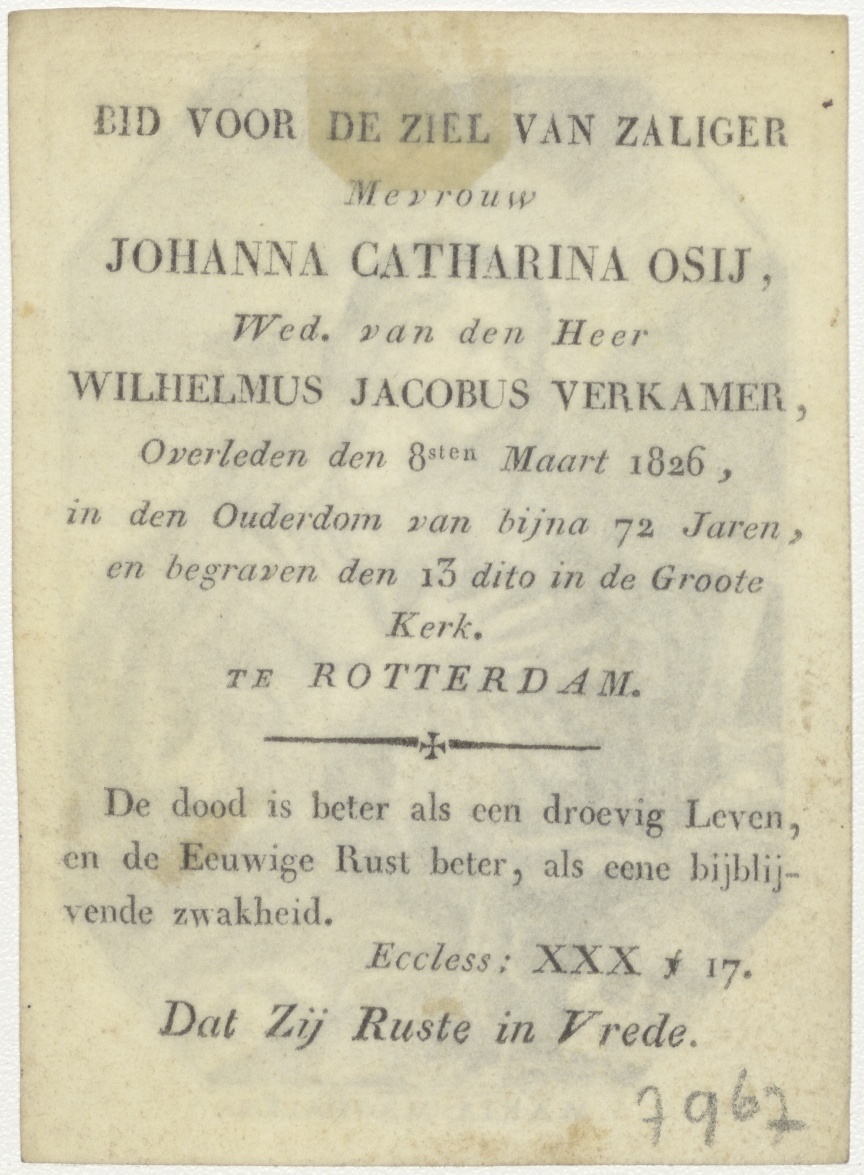 BID VOOR DE ZIEL VAN ZALIGER
Mevrouw
JOHANNA CATHARINA OSIJ,
Wed. van den Heer
WILHELMUS JACOBUS VERKAMER,
Overleden den 8sten Maart 1826,
in den Ouderdom van bijna 72 Jaren,
en begraven den 13 dito in de Groote
Kerk.
TE ROTTERDAM.
De dood is beter als een droevig Leven,
en de Eeuwige Rust beter, als eene bijblij-
vende zwakheid.
Eccless: XXX ℣ 17.
Dat Zij Ruste in Vrede.
7967